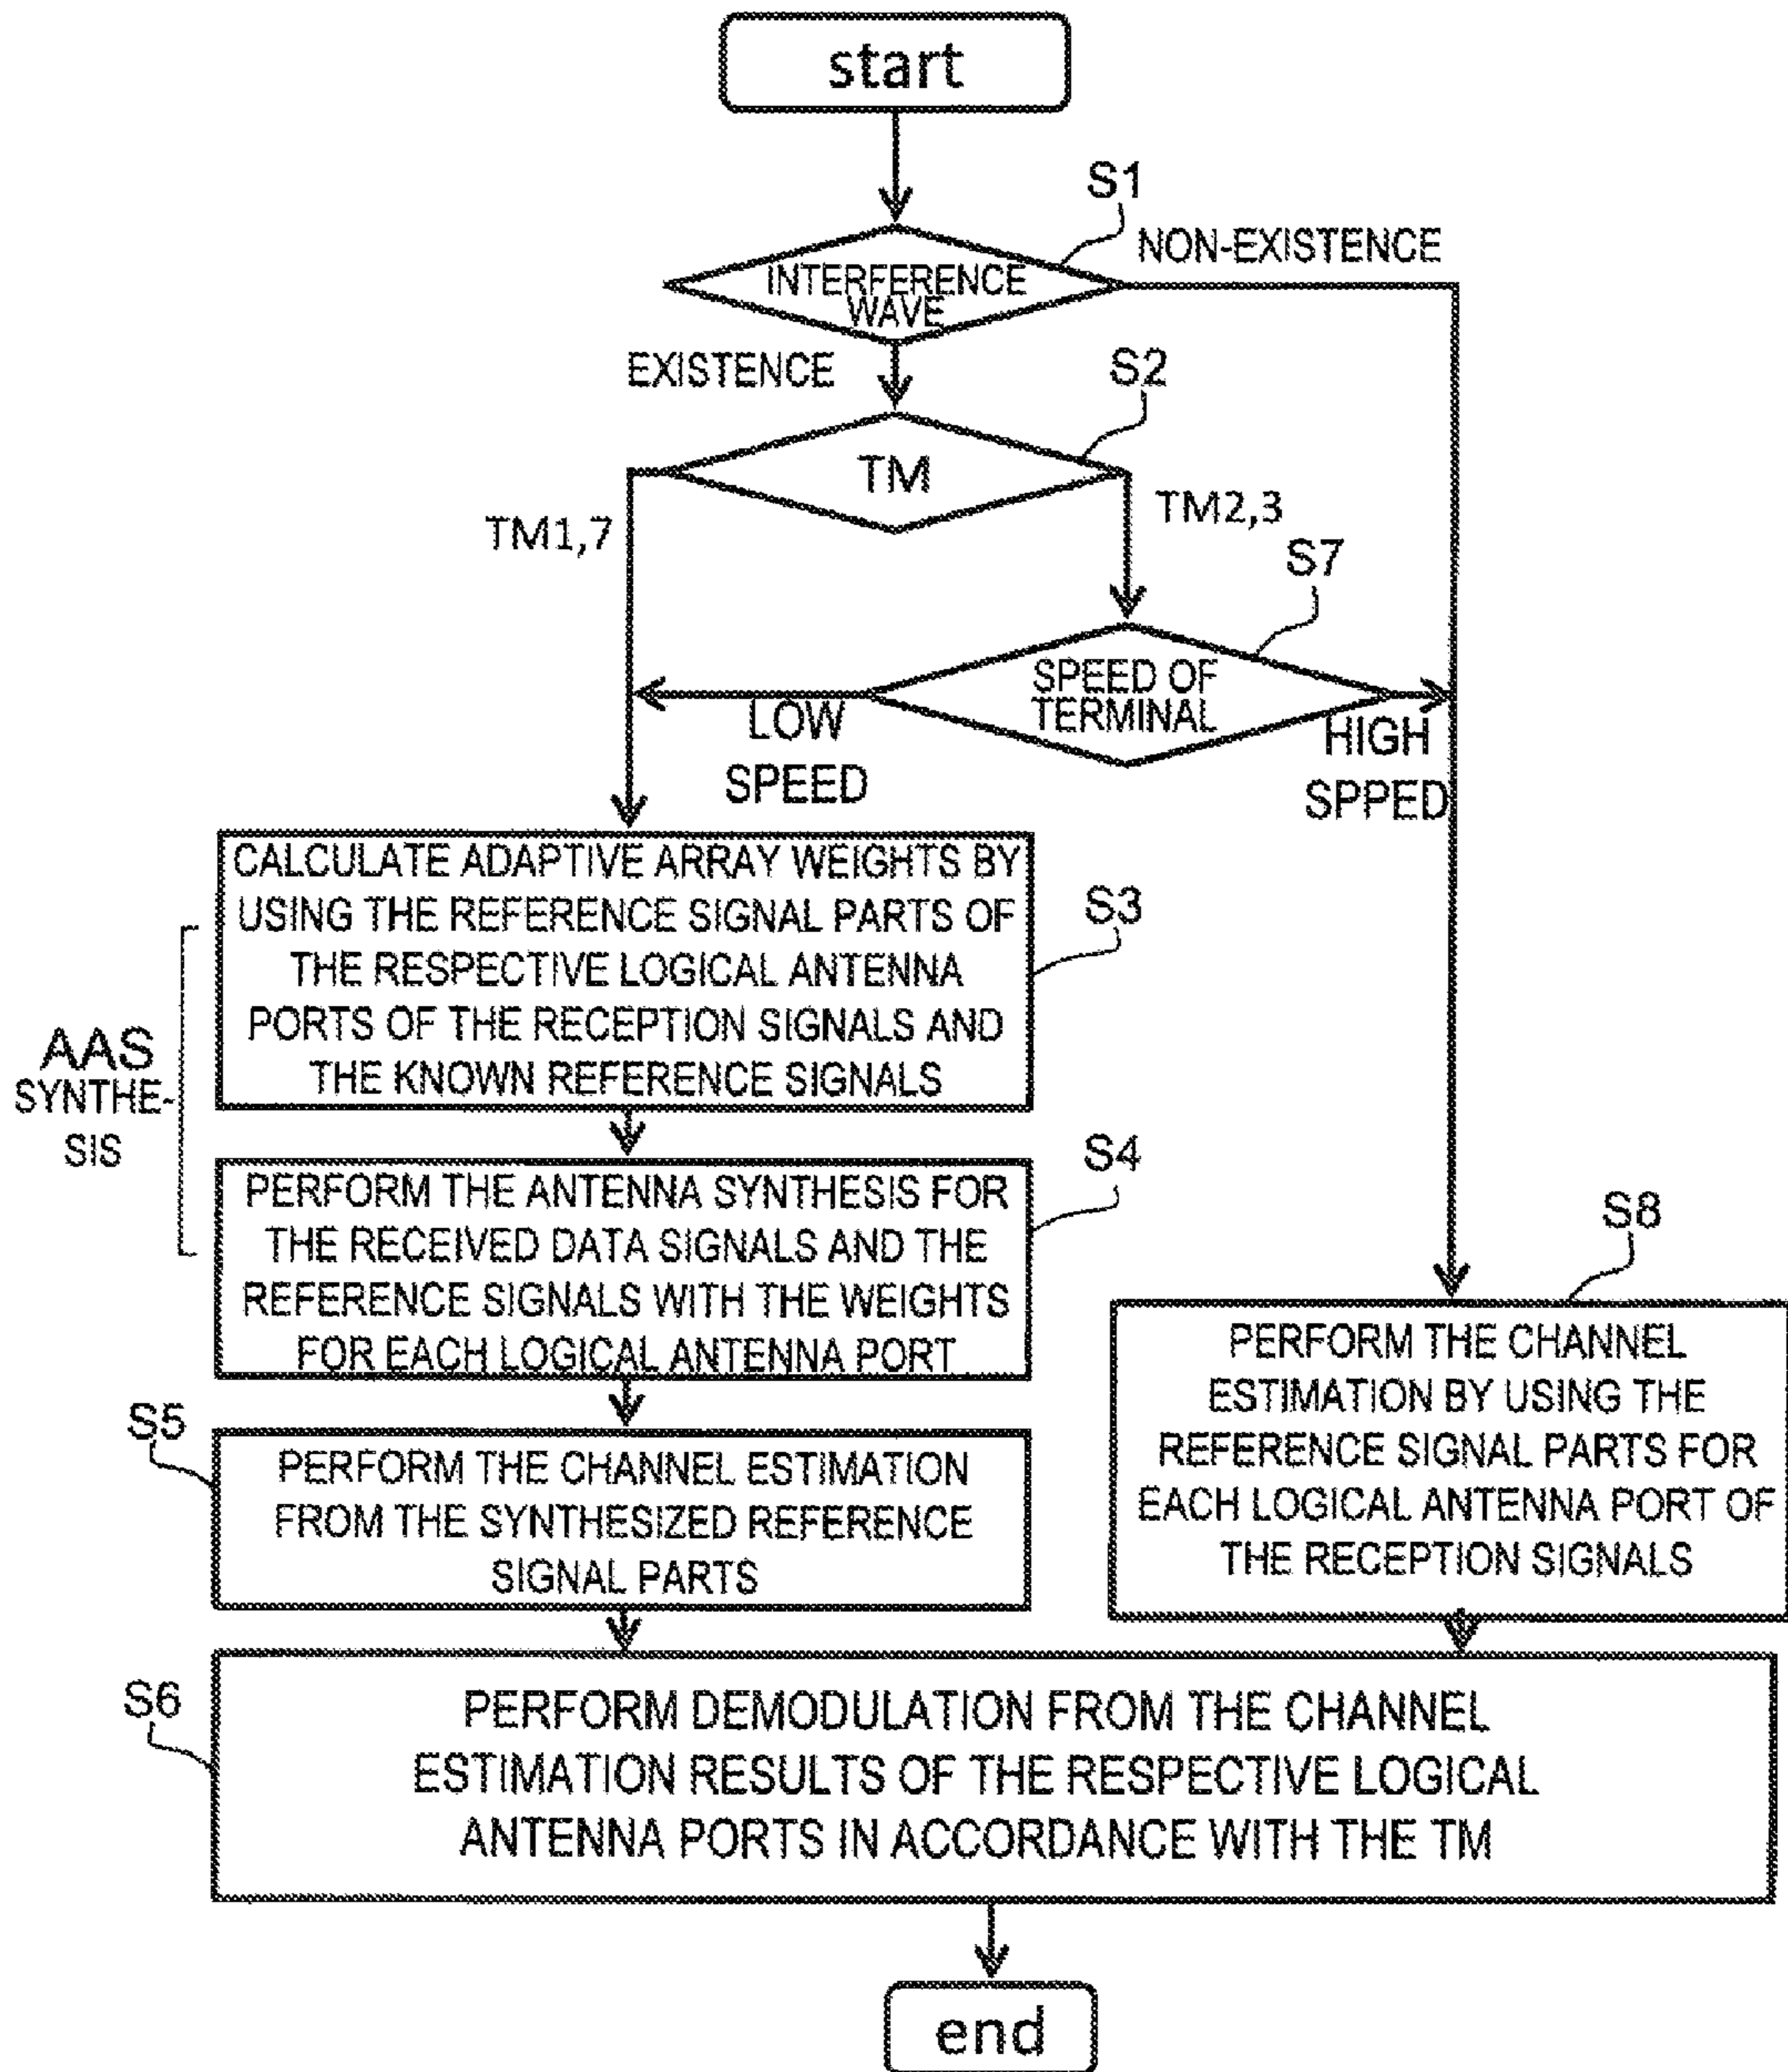 start
S1
NON-EXISTENCE
INTERFERENCE
WAVE
EXISTENCE
S2
TM
TM1,7
TM2,3
S7
SPEED OF
TERMINAL
LOW
SPEED
HIGH
SPPED
CALCULATE ADAPTIVE ARRAY WEIGHTS BY
USING THE REFERENCE SIGNAL PARTS OF
THE RESPECTIVE LOGICAL ANTENNA
PORTS OF THE RECEPTION SIGNALS AND
THE KNOWN REFERENCE SIGNALS
S3
AAS
SYNTHE-
SIS
S4
PERFORM THE ANTENNA SYNTHESIS FOR
THE RECEIVED DATA SIGNALS AND THE
REFERENCE SIGNALS WITH THE WEIGHTS
FOR EACH LOGICAL ANTENNA PORT
S8
PERFORM THE CHANNEL
ESTIMATION BY USING THE
REFERENCE SIGNAL PARTS FOR
EACH LOGICAL ANTENNA PORT OF
THE RECEPTION SIGNALS
S5
PERFORM THE CHANNEL ESTIMATION
FROM THE SYNTHESIZED REFERENCE
SIGNAL PARTS
S6
PERFORM DEMODULATION FROM THE CHANNEL
ESTIMATION RESULTS OF THE RESPECTIVE LOGICAL
ANTENNA PORTS IN ACCORDANCE WITH THE TM
end